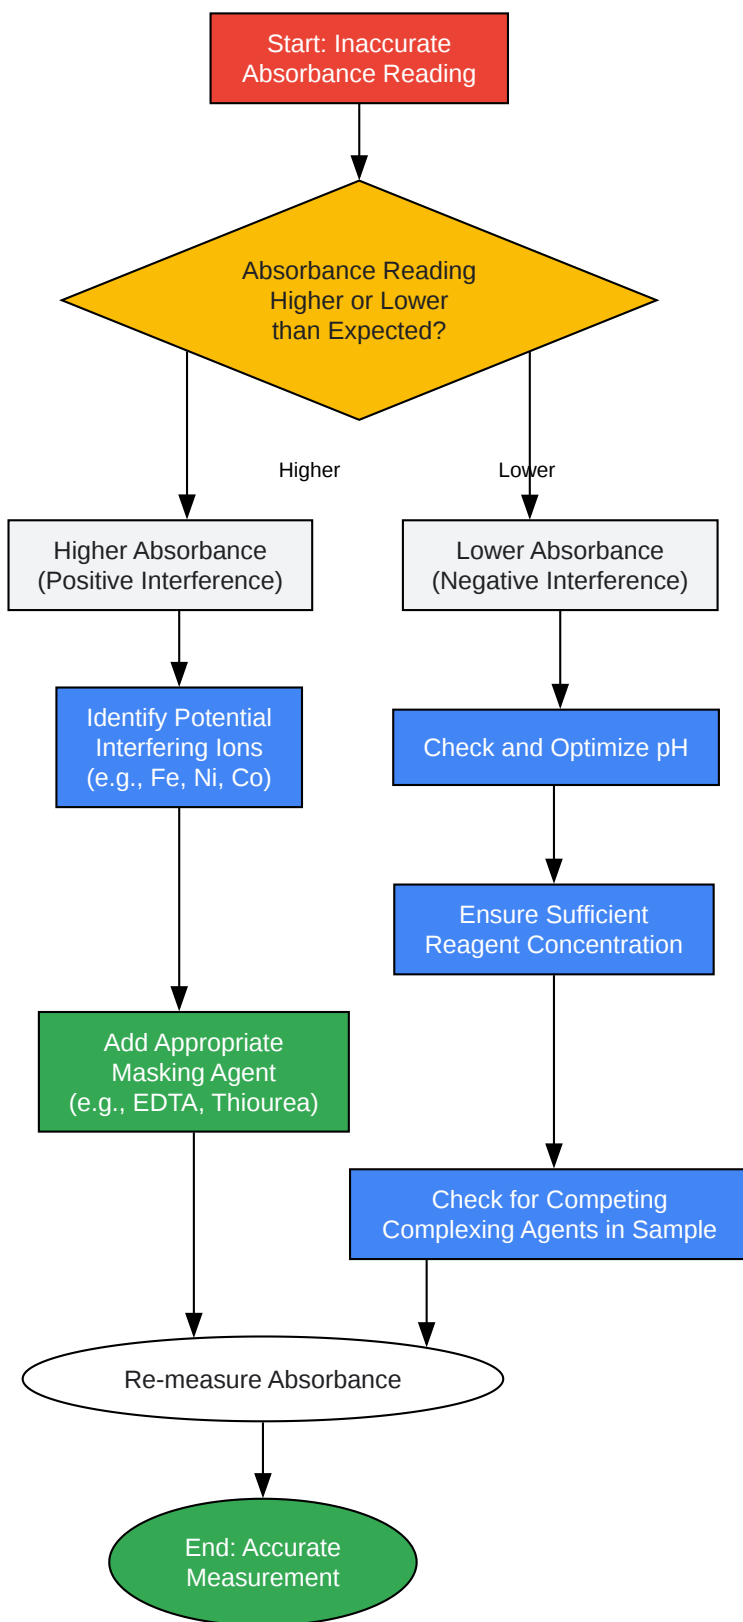 Start: Inaccurate
Absorbance Reading
Absorbance Reading
Higher or Lower
than Expected?
Higher
Lower
Higher Absorbance
(Positive Interference)
Lower Absorbance
(Negative Interference)
Identify Potential
Interfering Ions
(e.g., Fe, Ni, Co)
Check and Optimize pH
Ensure Sufficient
Reagent Concentration
Add Appropriate
Masking Agent
(e.g., EDTA, Thiourea)
Check for Competing
Complexing Agents in Sample
Re-measure Absorbance
End: Accurate
Measurement